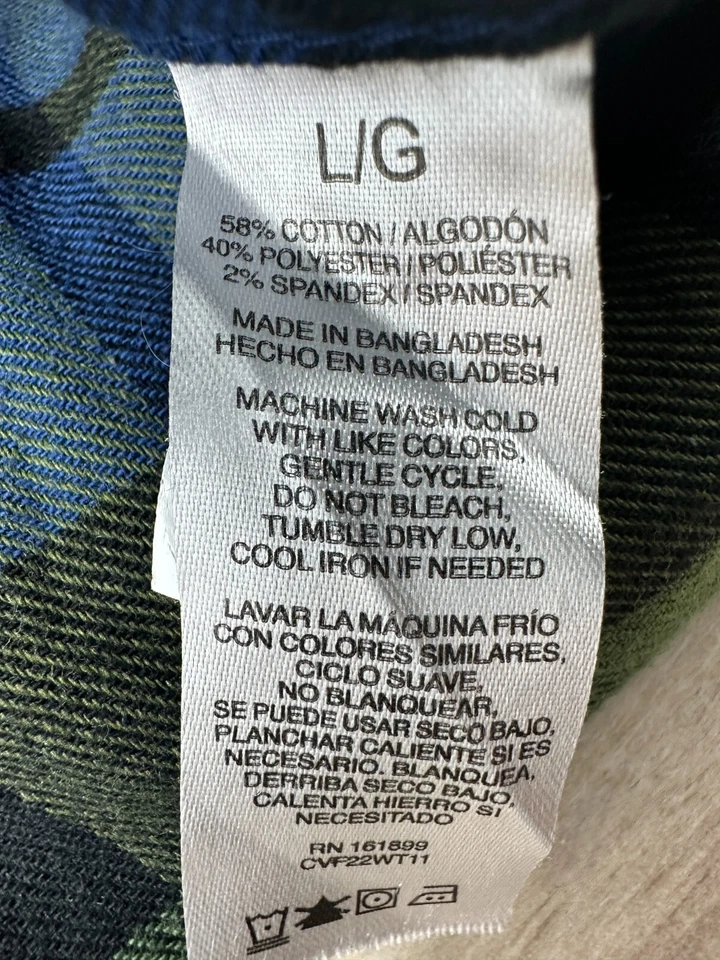 L/G
58% COTTON / ALGODÓN
40% POLYESTER / POLIÉSTER
2% SPANDEX / SPANDEX
MADE IN BANGLADESH
HECHO EN BANGLADESH
MACHINE WASH COLD
WITH LIKE COLORS,
GENTLE CYCLE,
DO NOT BLEACH,
TUMBLE DRY LOW,
COOL IRON IF NEEDED
LAVAR LA MÁQUINA FRÍO
CON COLORES SIMILARES,
CICLO SUAVE,
NO BLANQUEAR,
SE PUEDE USAR SECO BAJO,
PLANCHAR CALIENTE SI ES
NECESARIO. BLANQUEA,
DERRIBA SECO BAJO,
CALENTA HIERRO SI
NECESITADO
RN 161899
CVF22WT11